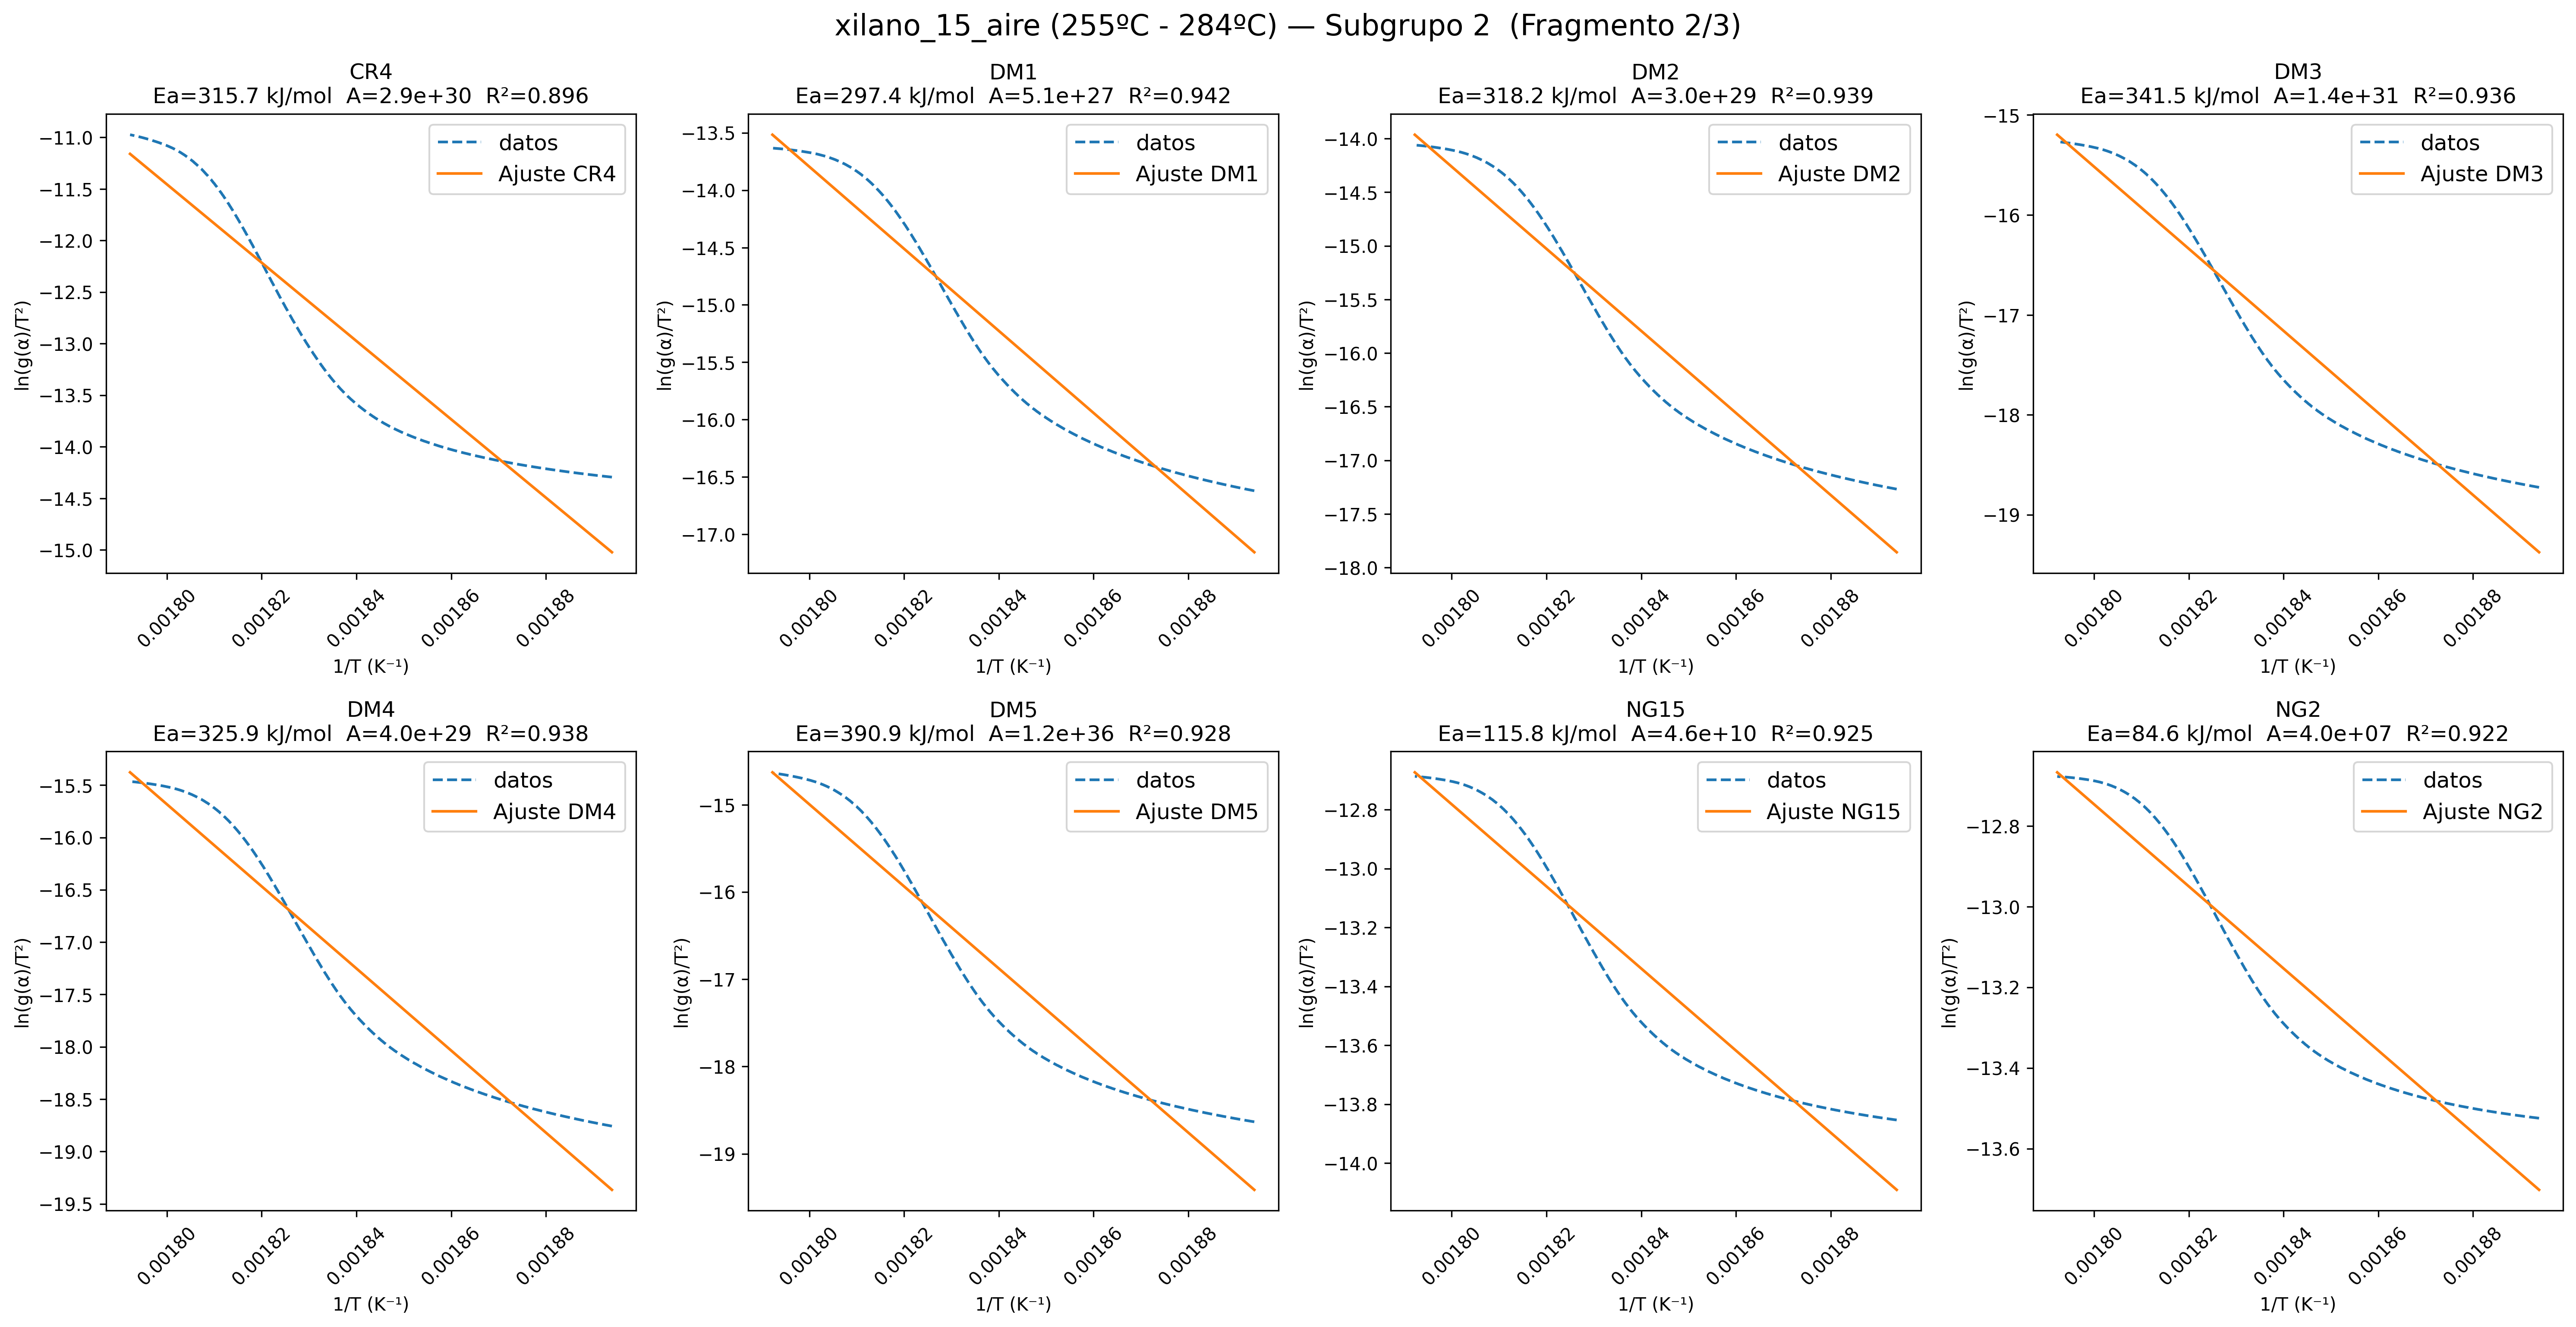 xilano_15_aire (255ºC - 284ºC) — Subgrupo 2  (Fragmento 2/3)
CR4
Ea=315.7 kJ/mol  A=2.9e+30  R²=0.896
datos
Ajuste CR4
ln(g(α)/T²)
−11.0
−11.5
−12.0
−12.5
−13.0
−13.5
−14.0
−14.5
−15.0
0.00180
0.00182
0.00184
0.00186
0.00188
1/T (K⁻¹)
DM1
Ea=297.4 kJ/mol  A=5.1e+27  R²=0.942
datos
Ajuste DM1
ln(g(α)/T²)
−13.5
−14.0
−14.5
−15.0
−15.5
−16.0
−16.5
−17.0
0.00180
0.00182
0.00184
0.00186
0.00188
1/T (K⁻¹)
DM2
Ea=318.2 kJ/mol  A=3.0e+29  R²=0.939
datos
Ajuste DM2
ln(g(α)/T²)
−14.0
−14.5
−15.0
−15.5
−16.0
−16.5
−17.0
−17.5
−18.0
0.00180
0.00182
0.00184
0.00186
0.00188
1/T (K⁻¹)
DM3
Ea=341.5 kJ/mol  A=1.4e+31  R²=0.936
datos
Ajuste DM3
ln(g(α)/T²)
−15
−16
−17
−18
−19
0.00180
0.00182
0.00184
0.00186
0.00188
1/T (K⁻¹)
DM4
Ea=325.9 kJ/mol  A=4.0e+29  R²=0.938
datos
Ajuste DM4
ln(g(α)/T²)
−15.5
−16.0
−16.5
−17.0
−17.5
−18.0
−18.5
−19.0
−19.5
0.00180
0.00182
0.00184
0.00186
0.00188
1/T (K⁻¹)
DM5
Ea=390.9 kJ/mol  A=1.2e+36  R²=0.928
datos
Ajuste DM5
ln(g(α)/T²)
−15
−16
−17
−18
−19
0.00180
0.00182
0.00184
0.00186
0.00188
1/T (K⁻¹)
NG15
Ea=115.8 kJ/mol  A=4.6e+10  R²=0.925
datos
Ajuste NG15
ln(g(α)/T²)
−12.8
−13.0
−13.2
−13.4
−13.6
−13.8
−14.0
0.00180
0.00182
0.00184
0.00186
0.00188
1/T (K⁻¹)
NG2
Ea=84.6 kJ/mol  A=4.0e+07  R²=0.922
datos
Ajuste NG2
ln(g(α)/T²)
−12.8
−13.0
−13.2
−13.4
−13.6
0.00180
0.00182
0.00184
0.00186
0.00188
1/T (K⁻¹)